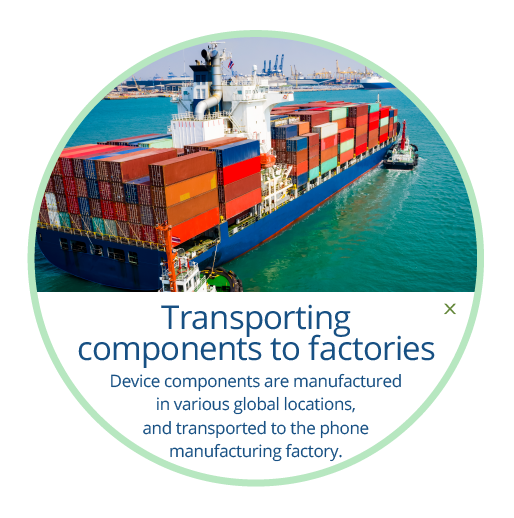 Transporting
components to factories
Device components are manufactured
in various global locations,
and transported to the phone
manufacturing factory.